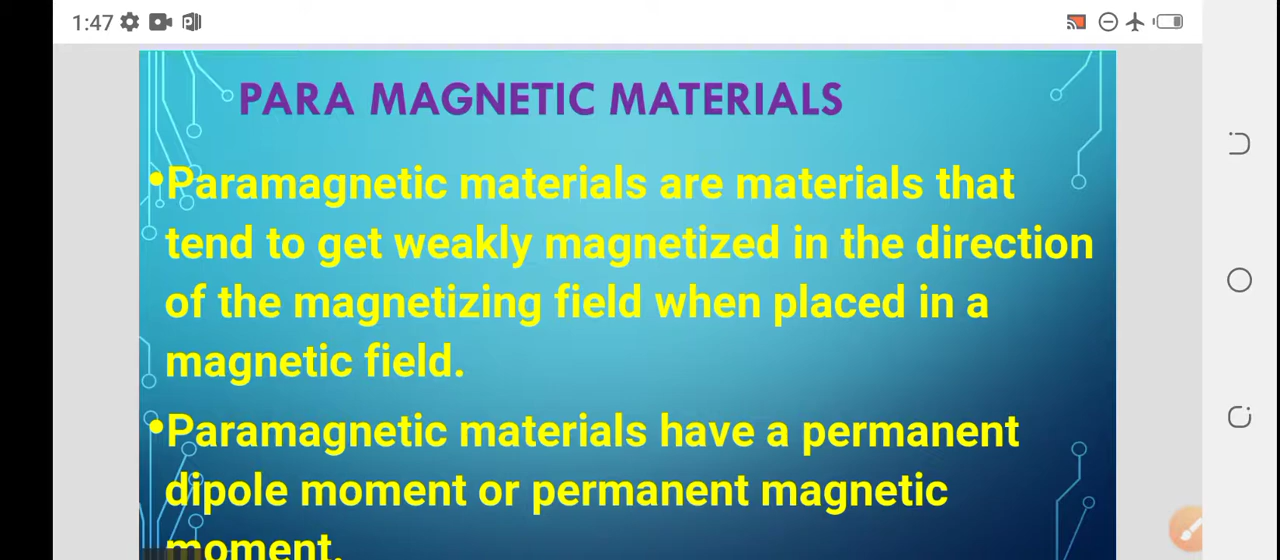 1:47
PARA MAGNETIC MATERIALS
•Paramagnetic materials are materials that
tend to get weakly magnetized in the direction
of the magnetizing field when placed in a
magnetic field.
•Paramagnetic materials have a permanent
dipole moment or permanent magnetic
moment.